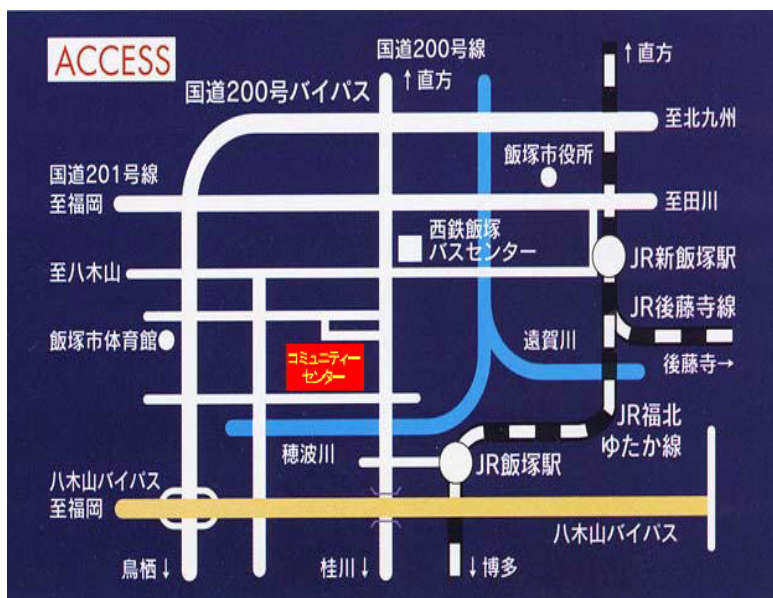 ACCESS
国道200号線
↑直方
↑直方
国道200号バイパス
至北九州
飯塚市役所
国道201号線
至福岡
至田川
西鉄飯塚
バスセンター
JR新飯塚駅
至八木山
JR後藤寺線
飯塚市体育館
コミュニティー
センター
遠賀川
後藤寺→
JR福北
ゆたか線
穂波川
JR飯塚駅
八木山バイパス
至福岡
八木山バイパス
鳥栖↓
桂川↓
↓博多